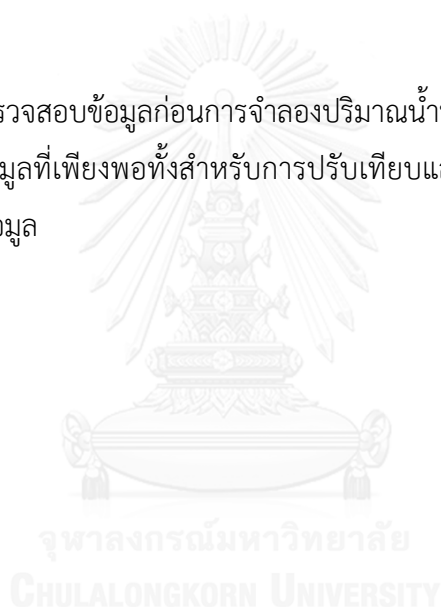 รวจสอบข้อมูลก่อนการจำลองปริมาณน้ำ
มูลที่เพียงพอทั้งสำหรับการปรับเทียบแ
อมูล
จุฬาลงกรณ์มหาวิทยาลัย
CHULALONGKORN UNIVERSITY